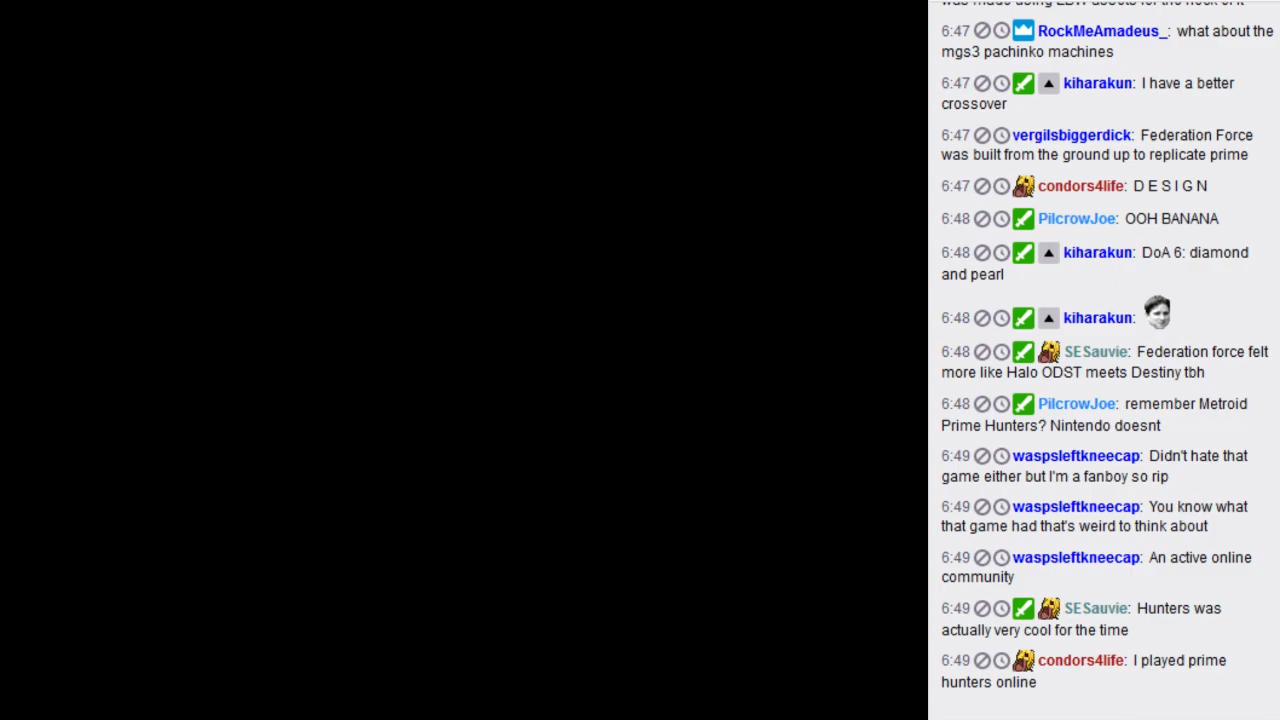 6:47 RockMeAmadeus_: what about the
mgs3 pachinko machines
6:47 kiharakun: I have a better
crossover
6:47 vergilsbiggerdick: Federation Force
was built from the ground up to replicate prime
6:47 condors4life: D E S I G N
6:48 PilcrowJoe: OOH BANANA
6:48 kiharakun: DoA 6: diamond
and pearl
6:48 kiharakun:
6:48 SESauvie: Federation force felt
more like Halo ODST meets Destiny tbh
6:48 PilcrowJoe: remember Metroid
Prime Hunters? Nintendo doesnt
6:49 waspsleftkneecap: Didn't hate that
game either but I'm a fanboy so rip
6:49 waspsleftkneecap: You know what
that game had that's weird to think about
6:49 waspsleftkneecap: An active online
community
6:49 SESauvie: Hunters was
actually very cool for the time
6:49 condors4life: I played prime
hunters online